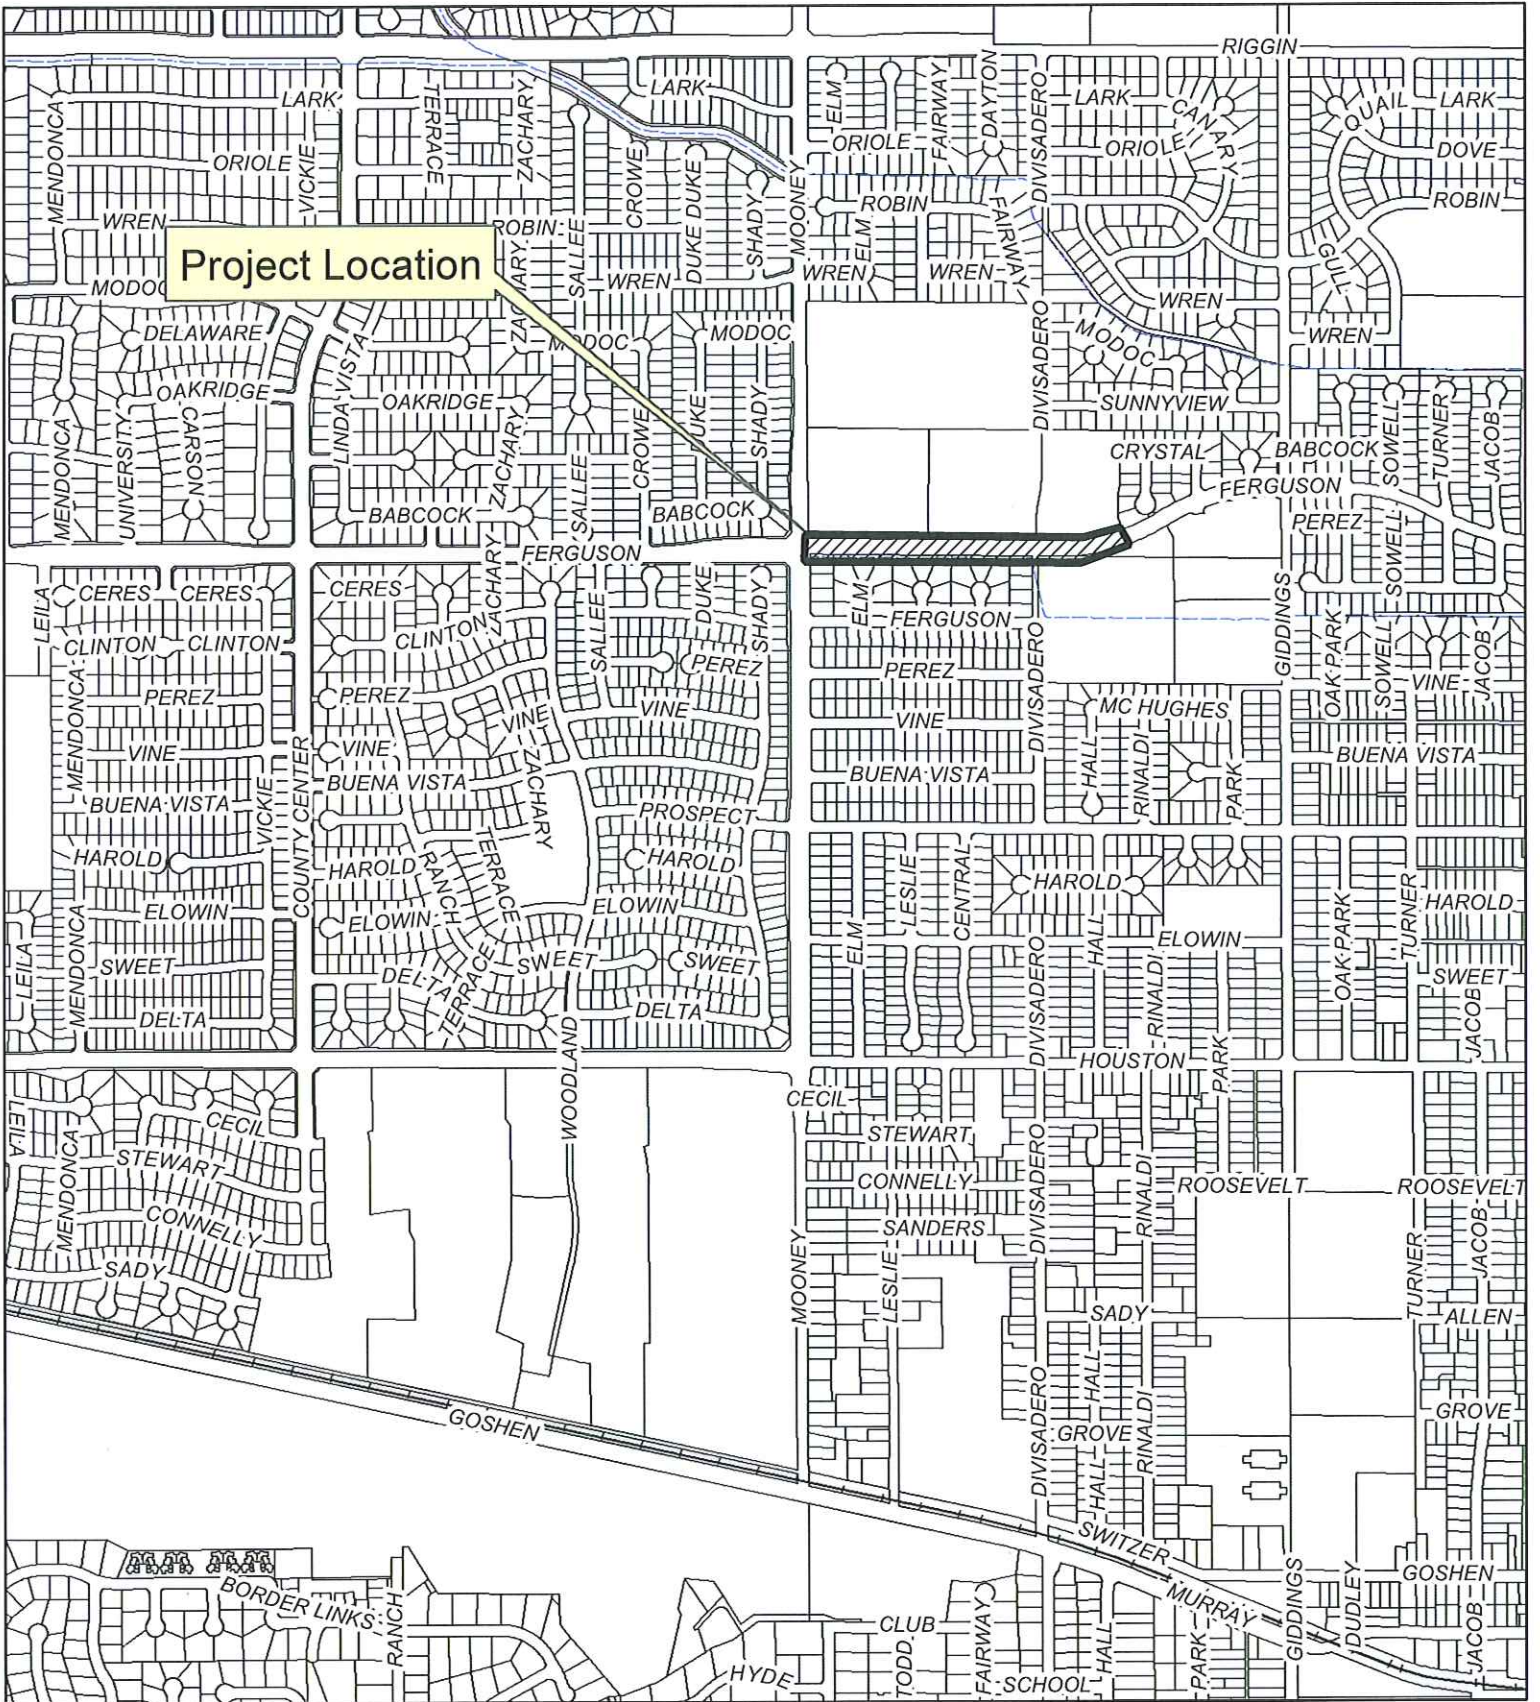 RIGGIN
LARK
LARK
ELM
FAIRWAY
DAYTON
DIVISADERO
LARK
CANARY
QUAIL
LARK
MENDONCA
TERRACE
ZACHARY
ORIOLE
ORIOLE
ORIOLE
DOVE
VICKIE
CROWE
DUKE
DUKE
SHADY
MOONEY
ROBIN
ROBIN
WREN
ROBIN
SALLEE
ELM
FAIRWAY
GUIL
Project Location
ZACHARY
WREN
WREN
WREN
WREN
MODOC
DELAWARE
MODOC
MODOC
DIVISADERO
MODOC
WREN
LINDA VISTA
OAKRIDGE
OAKRIDGE
SUNNYVIEW
MENDONCA
UNIVERSITY
CARSON
ZACHARY
SALLEE
CROWE
DUKE
SHADY
CRYSTAL
BABCOCK
SOWELL
TURNER
JACOB
BABCOCK
BABCOCK
FERGUSON
PEREZ
FERGUSON
ZACHARY
CERES
CERES
CERES
DUKE
SHADY
ELM
FERGUSON
GIDDINGS
SOWELL
LEILA
CLINTON
CLINTON
CLINTON
SALLEE
PEREZ
PEREZ
DIVISADERO
OAK PARK
SOWELL
JACOB
MENDONCA
PEREZ
PEREZ
VINE
VINE
VINE
VINE
MC HUGHES
VINE
VINE
ZACHARY
HALL
RINALDI
PARK
BUENA VISTA
COUNTY CENTER
BUENA VISTA
BUENA VISTA
BUENA VISTA
VICKIE
PROSPECT
HAROLD
HAROLD
RANCH
TERRACE
HAROLD
LESLIE
CENTRAL
HAROLD
TURNER
HAROLD
MENDONCA
ELOWIN
ELOWIN
ELOWIN
ELM
HALL
ELOWIN
OAK PARK
LEILA
SWEET
DELTA
TERRACE
SWEET
SWEET
DIVISADERO
RINALDI
SWEET
DELTA
DELTA
JACOB
WOODLAND
HOUSTON
PARK
CECIL
LEILA
CECIL
STEWART
DIVISADERO
MENDONCA
STEWART
CONNELLY
RINALDI
ROOSEVELT
ROOSEVELT
CONNELLY
SANDERS
JACOB
SADY
MOONEY
LESLIE
SADY
TURNER
ALLEN
HALL
DIVISADERO
RINALDI
GOSHEN
GROVE
GROVE
HALL
SWITZER
BORDER LINKS
RANCH
MURRAY
GIDDINGS
DUDLEY
GOSHEN
CLUB
TODD
FAIRWAY
HALL
PARK
JACOB
HYDE
SCHOOL